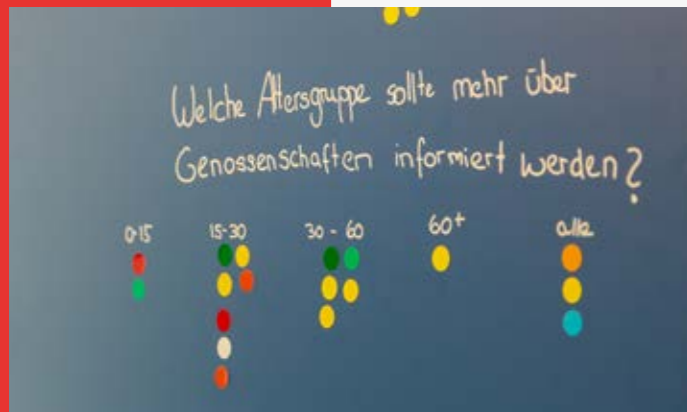 Welche Altersgruppe sollte mehr über
Genossenschaften informiert werden?
0-15 15-30 30 - 60 60+ alle